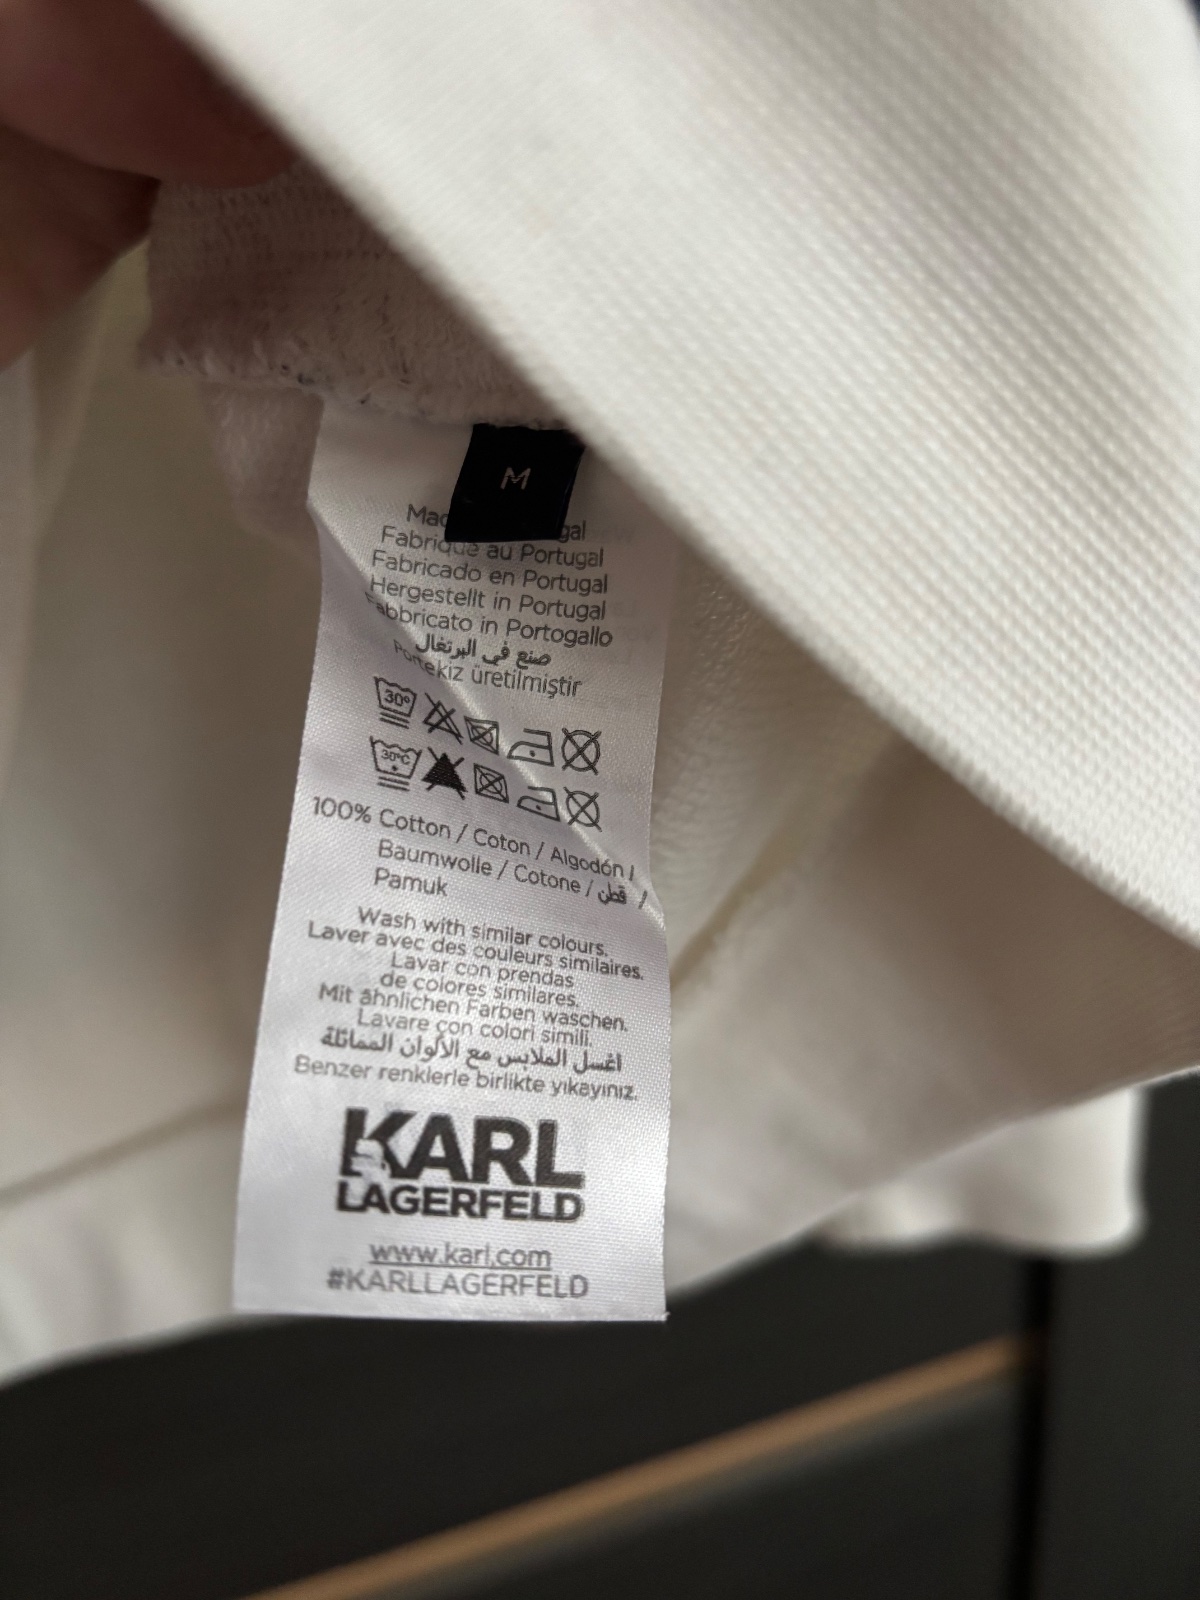 M
Fabriqué au Portugal
Fabricado en Portugal
Hergestellt in Portugal
Fabbricato in Portogallo
صنع في البرتغال
Portekiz üretilmiştir
30°
30°C
100% Cotton / Coton / Algodón /
Baumwolle / Cotone / قطن /
Pamuk
Wash with similar colours.
Laver avec des couleurs similaires.
Lavar con prendas
de colores similares.
Mit ähnlichen Farben waschen.
Lavare con colori simili.
اغسل الملابس مع الألوان المماثلة
Benzer renklerle birlikte yıkayınız.
KARL
LAGERFELD
www.karl.com
#KARLLAGERFELD